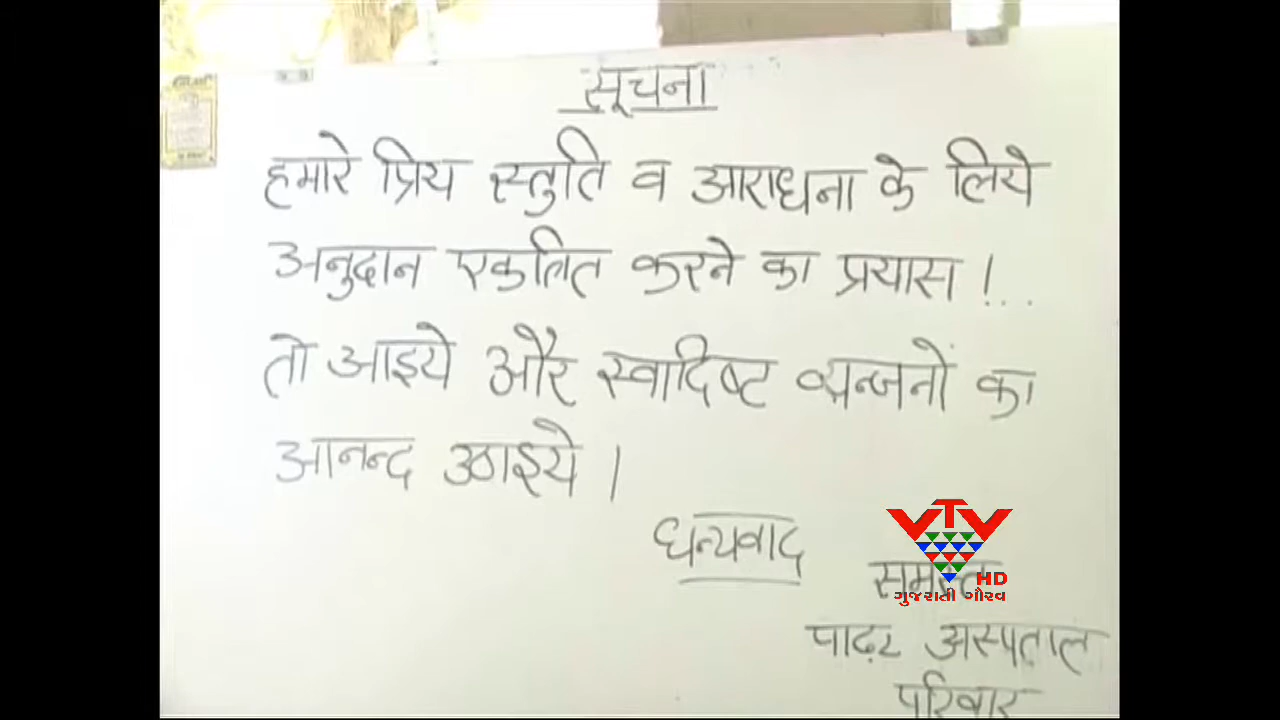 सूचना
हमारे प्रिय स्तुति व आराधना के लिये
अनुदान एकत्रित करने का प्रयास !...
तो आइये और स्वादिष्ट व्यन्जनों का
आनन्द उठाइये ।
धन्यवाद
VTV
समस्त
HD
ગુજરાતી ગૌરવ
पाढ़र अस्पताल
परिवार